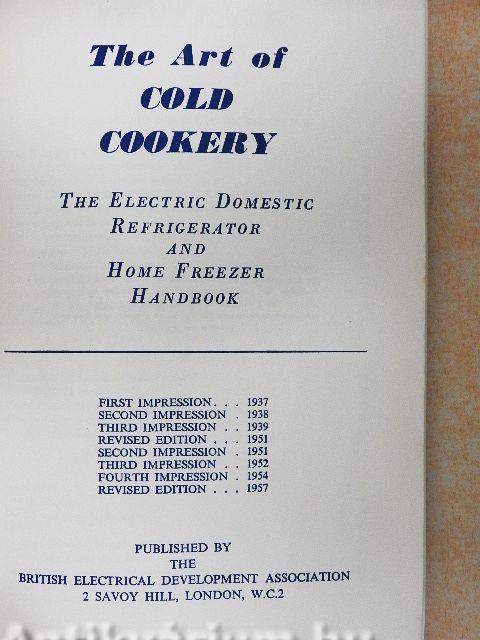 The Art of
COLD
COOKERY
THE ELECTRIC DOMESTIC
REFRIGERATOR
AND
HOME FREEZER
HANDBOOK
FIRST IMPRESSION . . . 1937
SECOND IMPRESSION . 1938
THIRD IMPRESSION . . 1939
REVISED EDITION . . . 1951
SECOND IMPRESSION . 1951
THIRD IMPRESSION . . 1952
FOURTH IMPRESSION . 1954
REVISED EDITION . . . 1957
PUBLISHED BY
THE
BRITISH ELECTRICAL DEVELOPMENT ASSOCIATION
2 SAVOY HILL, LONDON, W.C.2